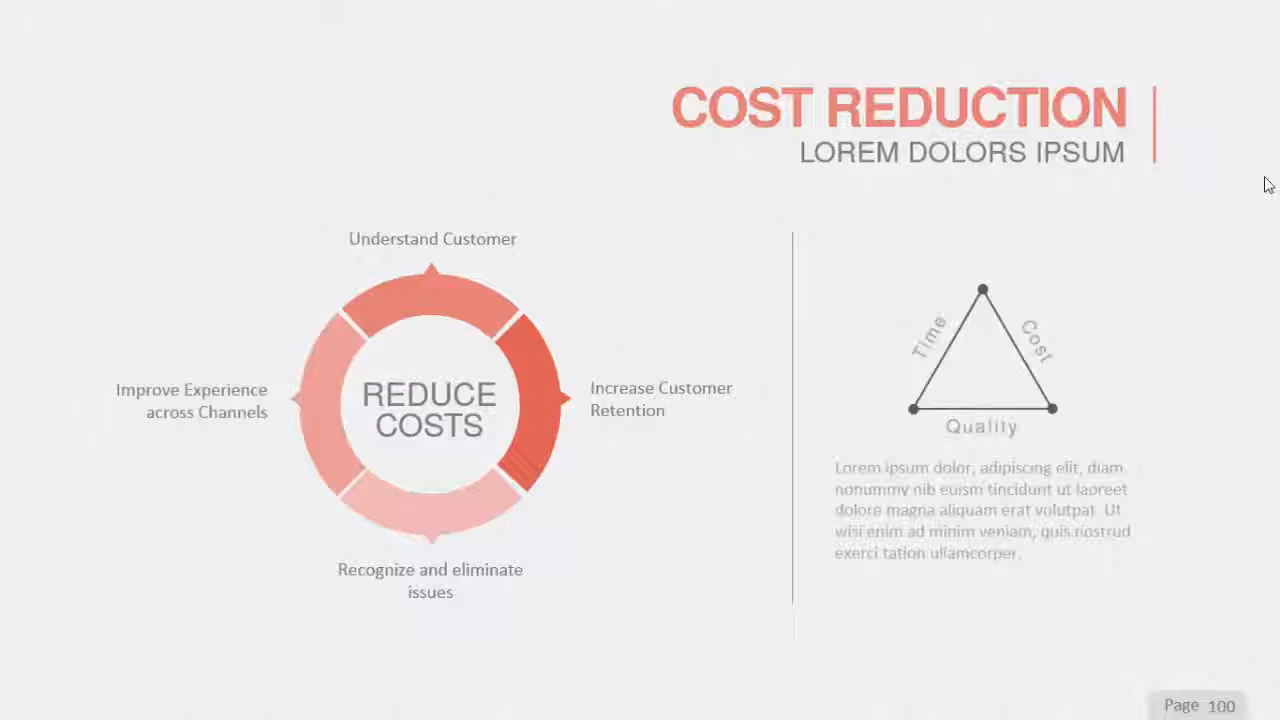 COST REDUCTION
LOREM DOLORS IPSUM
Understand Customer
Improve Experience
across Channels
REDUCE
COSTS
Increase Customer
Retention
Recognize and eliminate
issues
Time
Cost
Quality
Lorem ipsum dolor, adipiscing elit, diam
nonummy nib euism tincidunt ut laoreet
dolore magna aliquam erat volutpat. Ut
wisi enim ad minim veniam, quis nostrud
exerci tation ullamcorper.
Page 100